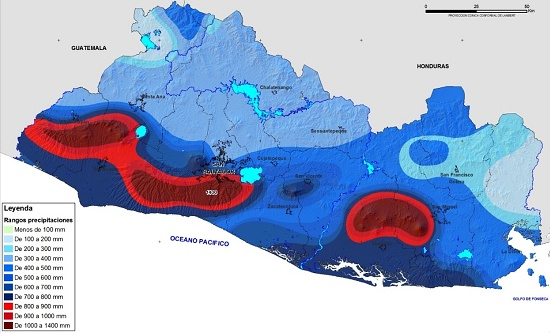 0 25 50
Km
PROYECCION CONICA CONFORMAL DE LAMBERT
GUATEMALA
HONDURAS
Chalatenango
Santa Ana
Sensuntepeque
SAN
SALVADOR
Cojutepeque
San Vicente
San Francisco
Gotera
1400
Zacatecoluca
San Miguel
La Unión
OCEANO PACIFICO
GOLFO DE FONSECA
Leyenda
Rangos precipitaciones
Menos de 100 mm
De 100 a 200 mm
De 200 a 300 mm
De 300 a 400 mm
De 400 a 500 mm
De 500 a 600 mm
De 600 a 700 mm
De 700 a 800 mm
De 800 a 900 mm
De 900 a 1000 mm
De 1000 a 1400 mm